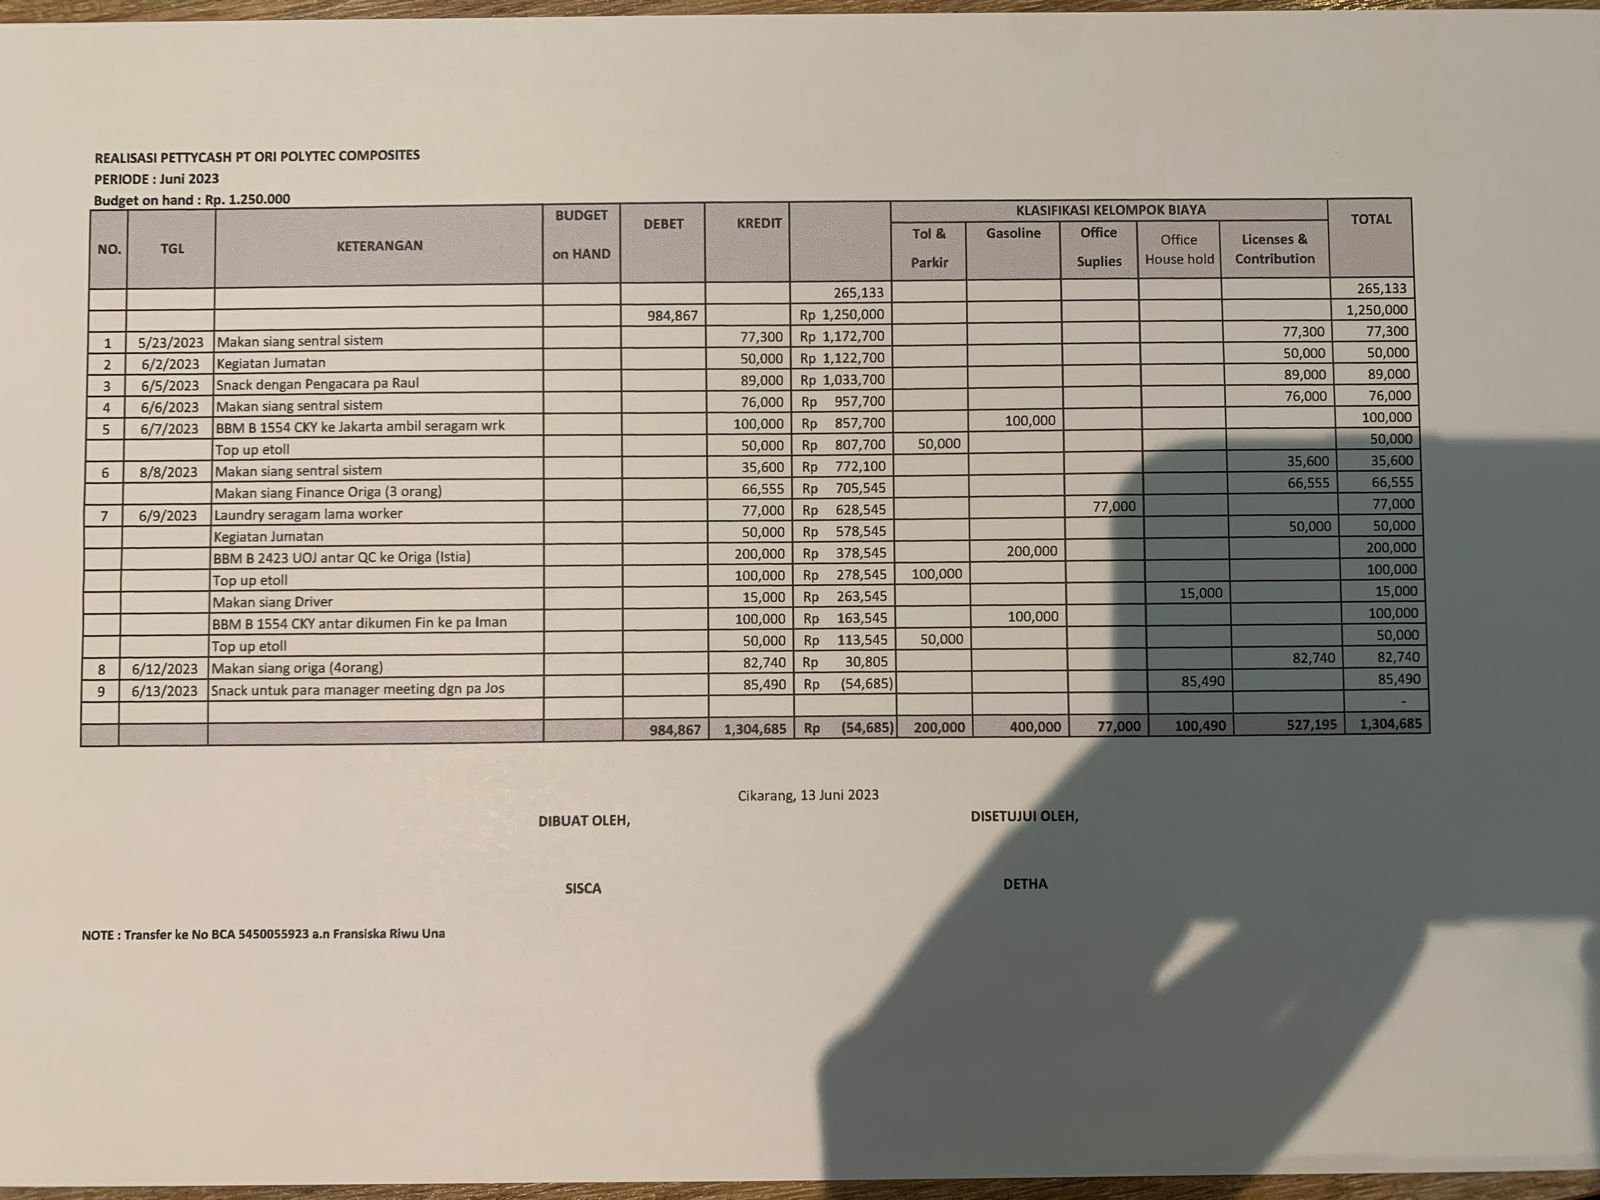 REALISASI PETTYCASH PT ORI POLYTEC COMPOSITES
PERIODE : Juni 2023
Budget on hand : Rp. 1.250.000
NO. TGL KETERANGAN BUDGET on HAND DEBET KREDIT KLASIFIKASI KELOMPOK BIAYA TOTAL
Tol & Parkir Gasoline Office Suplies Office House hold Licenses & Contribution
265,133 265,133
984,867 Rp 1,250,000 1,250,000
1 5/23/2023 Makan siang sentral sistem 77,300 Rp 1,172,700 77,300 77,300
2 6/2/2023 Kegiatan Jumatan 50,000 Rp 1,122,700 50,000 50,000
3 6/5/2023 Snack dengan Pengacara pa Raul 89,000 Rp 1,033,700 89,000 89,000
4 6/6/2023 Makan siang sentral sistem 76,000 Rp 957,700 76,000 76,000
5 6/7/2023 BBM B 1554 CKY ke Jakarta ambil seragam wrk 100,000 Rp 857,700 100,000 100,000
Top up etoll 50,000 Rp 807,700 50,000 50,000
6 8/8/2023 Makan siang sentral sistem 35,600 Rp 772,100 35,600 35,600
Makan siang Finance Origa (3 orang) 66,555 Rp 705,545 66,555 66,555
7 6/9/2023 Laundry seragam lama worker 77,000 Rp 628,545 77,000 77,000
Kegiatan Jumatan 50,000 Rp 578,545 50,000 50,000
BBM B 2423 UOJ antar QC ke Origa (Istia) 200,000 Rp 378,545 200,000 200,000
Top up etoll 100,000 Rp 278,545 100,000 100,000
Makan siang Driver 15,000 Rp 263,545 15,000 15,000
BBM B 1554 CKY antar dikumen Fin ke pa Iman 100,000 Rp 163,545 100,000 100,000
Top up etoll 50,000 Rp 113,545 50,000 50,000
8 6/12/2023 Makan siang origa (4orang) 82,740 Rp 30,805 82,740 82,740
9 6/13/2023 Snack untuk para manager meeting dgn pa Jos 85,490 Rp (54,685) 85,490 85,490
-
984,867 1,304,685 Rp (54,685) 200,000 400,000 77,000 100,490 527,195 1,304,685
Cikarang, 13 Juni 2023
DIBUAT OLEH, DISETUJUI OLEH,
SISCA DETHA
NOTE : Transfer ke No BCA 5450055923 a.n Fransiska Riwu Una